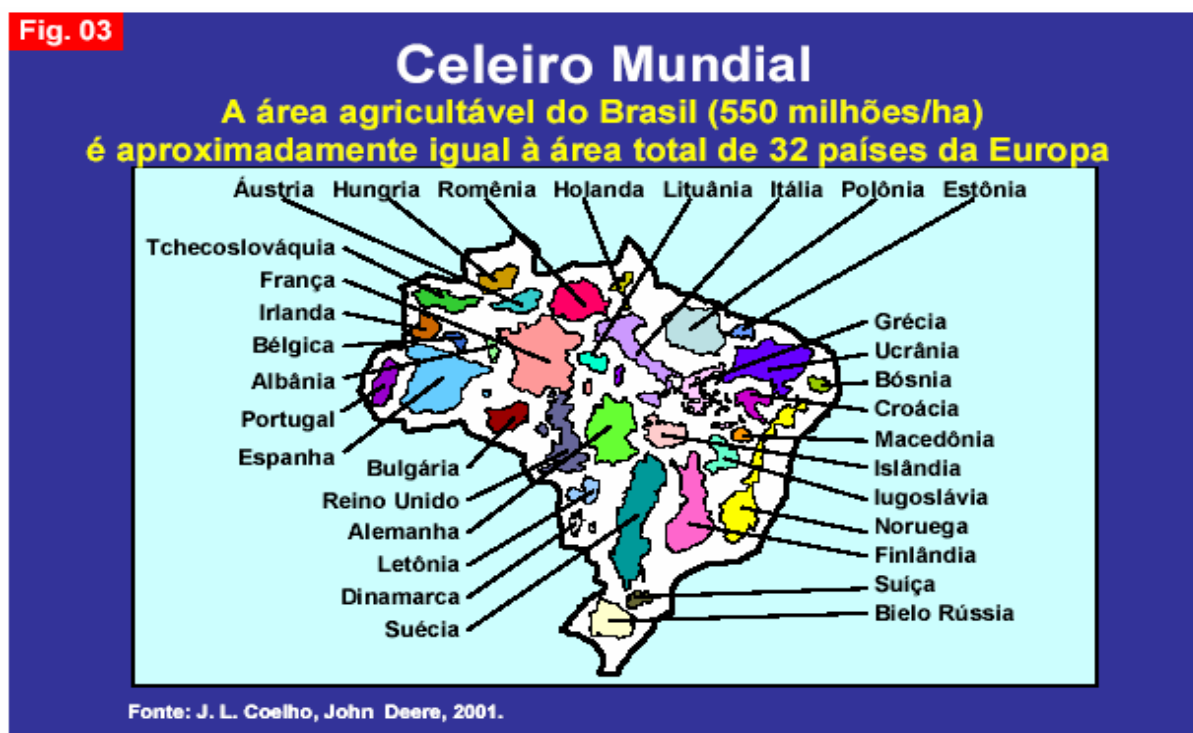 Fig. 03
Celeiro Mundial
A área agricultável do Brasil (550 milhões/ha)
é aproximadamente igual à área total de 32 países da Europa
Áustria Hungria Romênia Holanda Lituânia Itália Polônia Estônia
Tchecoslováquia
França
Irlanda
Bélgica
Albânia
Portugal
Espanha
Bulgária
Reino Unido
Alemanha
Letônia
Dinamarca
Suécia
Grécia
Ucrânia
Bósnia
Croácia
Macedônia
Islândia
Iugoslávia
Noruega
Finlândia
Suíça
Bielo Rússia
Fonte: J. L. Coelho, John Deere, 2001.